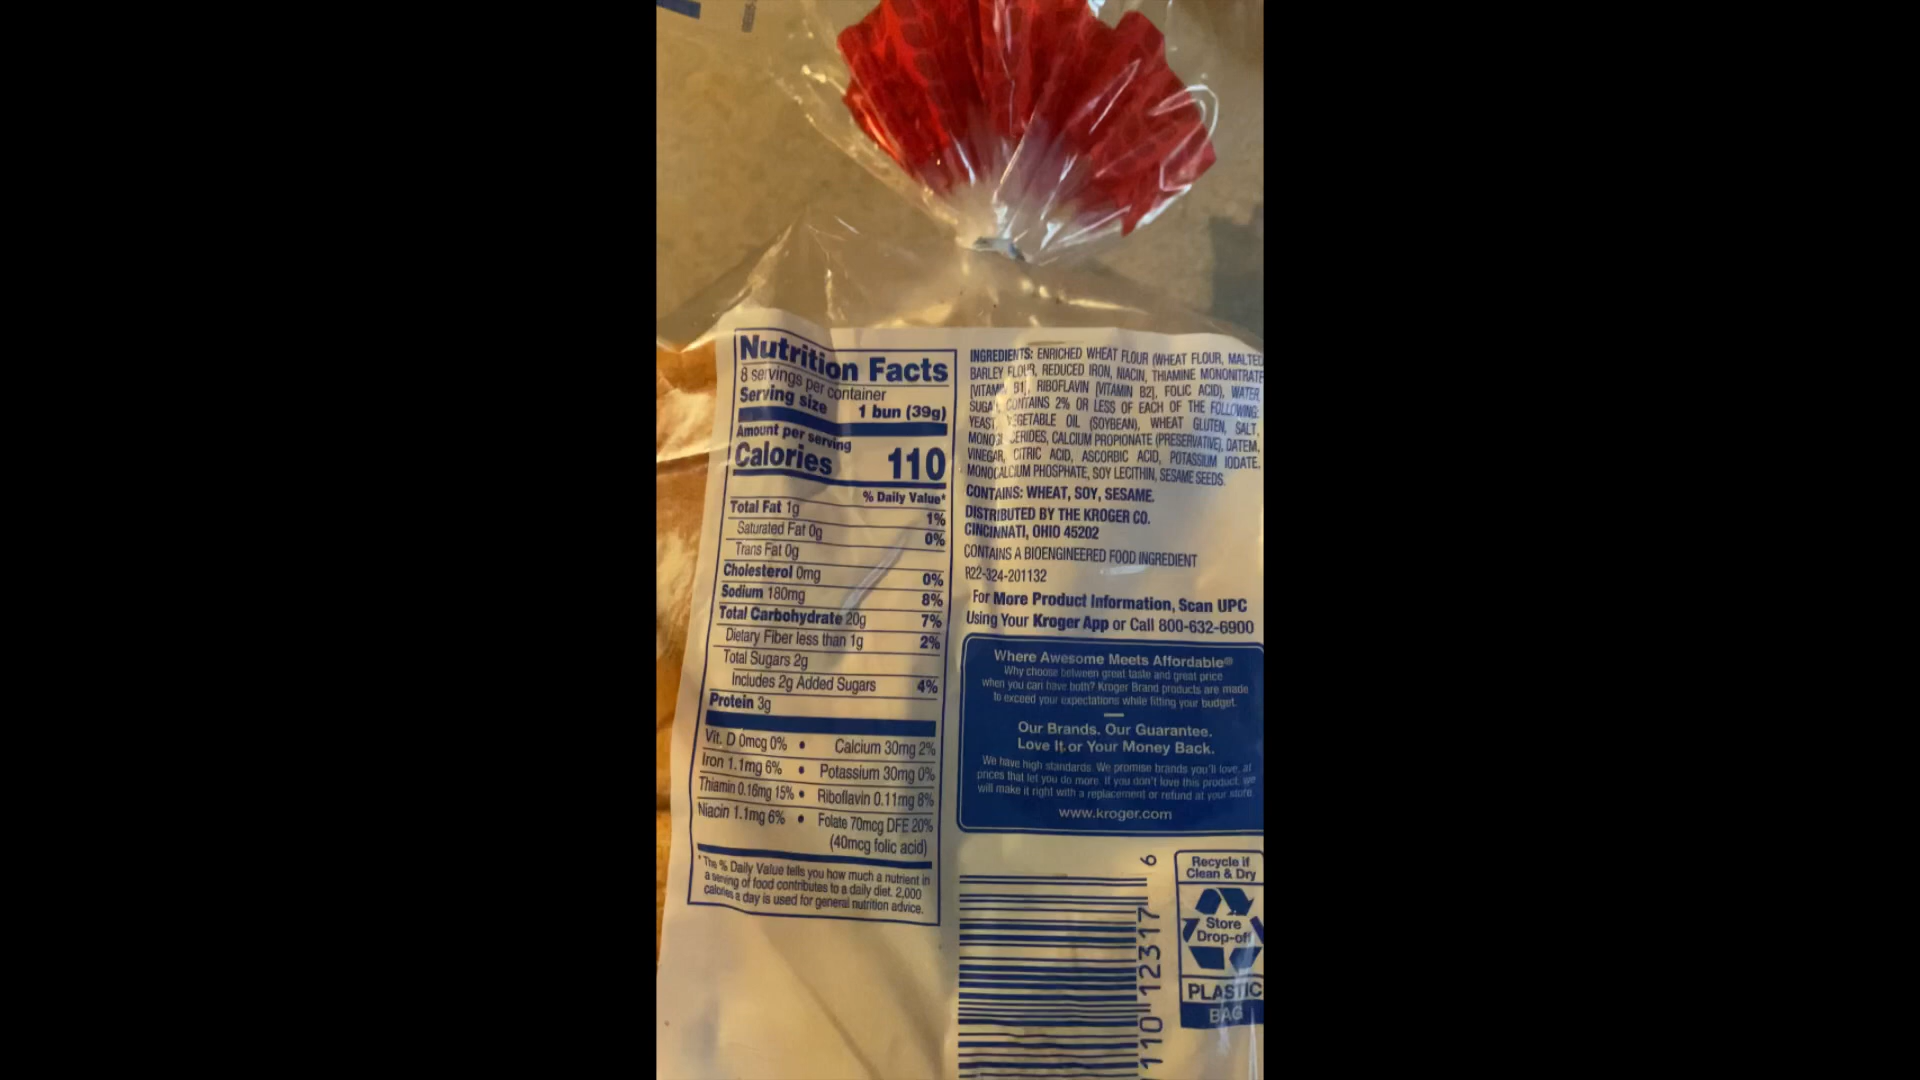 Nutrition Facts
8 servings per container
Serving size 1 bun (39g)
Amount per serving
Calories 110
% Daily Value*
Total Fat 1g 1%
Saturated Fat 0g 0%
Trans Fat 0g
Cholesterol 0mg 0%
Sodium 180mg 8%
Total Carbohydrate 20g 7%
Dietary Fiber less than 1g 2%
Total Sugars 2g
Includes 2g Added Sugars 4%
Protein 3g
Vit. D 0mcg 0% • Calcium 30mg 2%
Iron 1.1mg 6% • Potassium 30mg 0%
Thiamin 0.16mg 15% • Riboflavin 0.11mg 8%
Niacin 1.1mg 6% • Folate 70mcg DFE 20%
(40mcg folic acid)
* The % Daily Value tells you how much a nutrient in
a serving of food contributes to a daily diet. 2,000
calories a day is used for general nutrition advice.
INGREDIENTS: ENRICHED WHEAT FLOUR (WHEAT FLOUR, MALTED
BARLEY FLOUR, REDUCED IRON, NIACIN, THIAMINE MONONITRATE
[VITAMIN B1], RIBOFLAVIN [VITAMIN B2], FOLIC ACID), WATER,
SUGAR, CONTAINS 2% OR LESS OF EACH OF THE FOLLOWING:
YEAST, VEGETABLE OIL (SOYBEAN), WHEAT GLUTEN, SALT,
CALCIUM PROPIONATE (PRESERVATIVE), DATEM,
VINEGAR, CITRIC ACID, ASCORBIC ACID, POTASSIUM IODATE,
MONOCALCIUM PHOSPHATE, SOY LECITHIN, SESAME SEEDS.
CONTAINS: WHEAT, SOY, SESAME.
DISTRIBUTED BY THE KROGER CO.
CINCINNATI, OHIO 45202
CONTAINS A BIOENGINEERED FOOD INGREDIENT
R22-324-201132
For More Product Information, Scan UPC
Using Your Kroger App or Call 800-632-6900
Where Awesome Meets Affordable®
Why choose between great taste and great price
when you can have both? Kroger Brand products are made
to exceed your expectations while fitting your budget.
Our Brands. Our Guarantee.
Love It or Your Money Back.
We have high standards. We promise brands you'll love, at
prices that let you do more. If you don't love this product, we
will make it right with a replacement or refund at your store.
www.kroger.com
110 12317 6
Recycle if
Clean & Dry
Store
Drop-off
PLASTIC
BAG